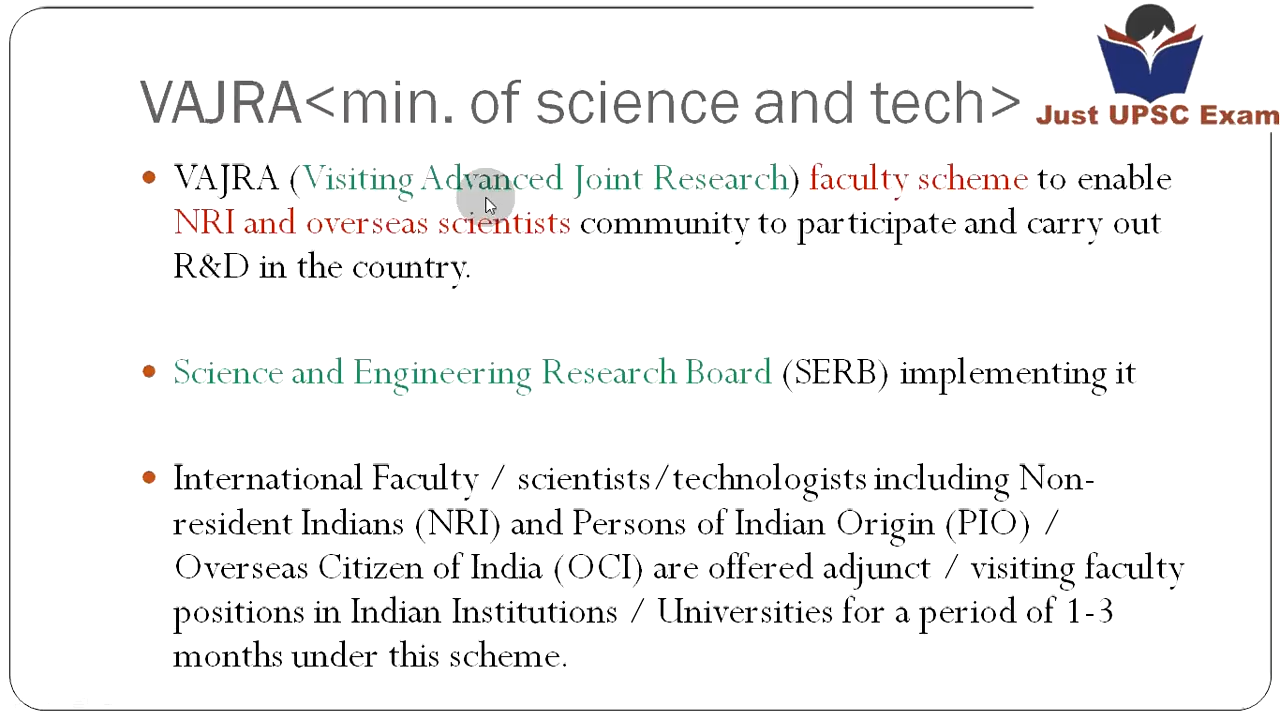 VAJRA<min. of science and tech>
Just UPSC Exam
• VAJRA (Visiting Advanced Joint Research) faculty scheme to enable
NRI and overseas scientists community to participate and carry out
R&D in the country.
• Science and Engineering Research Board (SERB) implementing it
• International Faculty / scientists/technologists including Non-
resident Indians (NRI) and Persons of Indian Origin (PIO) /
Overseas Citizen of India (OCI) are offered adjunct / visiting faculty
positions in Indian Institutions / Universities for a period of 1-3
months under this scheme.